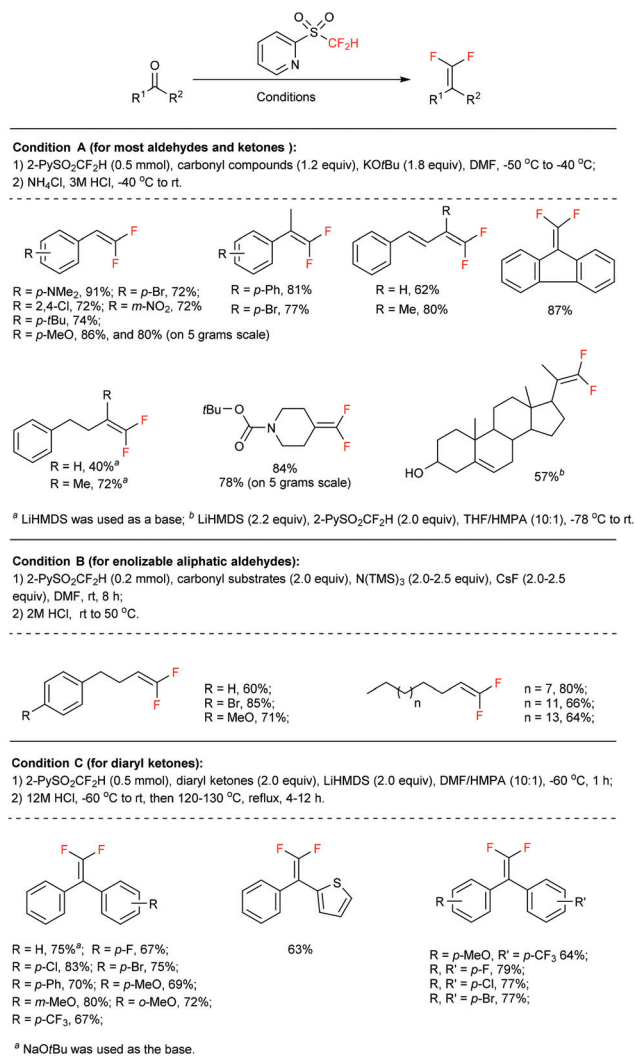 O O
S
CF2H
N
O
R1 R2
Conditions
F F
R1 R2
Condition A (for most aldehydes and ketones ):
1) 2-PySO2CF2H (0.5 mmol), carbonyl compounds (1.2 equiv), KOtBu (1.8 equiv), DMF, -50 °C to -40 °C;
2) NH4Cl, 3M HCl, -40 °C to rt.
R F F
R = p-NMe2, 91%; R = p-Br, 72%;
R = 2,4-Cl, 72%; R = m-NO2, 72%
R = p-tBu, 74%;
R = p-MeO, 86%, and 80% (on 5 grams scale)
R F F
R = p-Ph, 81%
R = p-Br, 77%
R F F
R = H, 62%
R = Me, 80%
F F
87%
R F F
R = H, 40%a
R = Me, 72%a
tBu O O N F F
84%
78% (on 5 grams scale)
F F HO
57%b
a LiHMDS was used as a base; b LiHMDS (2.2 equiv), 2-PySO2CF2H (2.0 equiv), THF/HMPA (10:1), -78 °C to rt.
Condition B (for enolizable aliphatic aldehydes):
1) 2-PySO2CF2H (0.2 mmol), carbonyl substrates (2.0 equiv), N(TMS)3 (2.0-2.5 equiv), CsF (2.0-2.5
equiv), DMF, rt, 8 h;
2) 2M HCl, rt to 50 °C.
R F F
R = H, 60%;
R = Br, 85%;
R = MeO, 71%;
n F F
n = 7, 80%;
n = 11, 66%;
n = 13, 64%;
Condition C (for diaryl ketones):
1) 2-PySO2CF2H (0.5 mmol), diaryl ketones (2.0 equiv), LiHMDS (2.0 equiv), DMF/HMPA (10:1), -60 °C, 1 h;
2) 12M HCl, -60 °C to rt, then 120-130 °C, reflux, 4-12 h.
F F R
R = H, 75%a; R = p-F, 67%;
R = p-Cl, 83%; R = p-Br, 75%
R = p-Ph, 70%; R = p-MeO, 69%
R = m-MeO, 80%; R = o-MeO, 72%
R = p-CF3, 67%;
F F S
63%
F F R R'
R = p-MeO, R' = p-CF3 64%;
R, R' = p-F, 79%;
R, R' = p-Cl, 77%;
R, R' = p-Br, 77%;
a NaOtBu was used as the base.